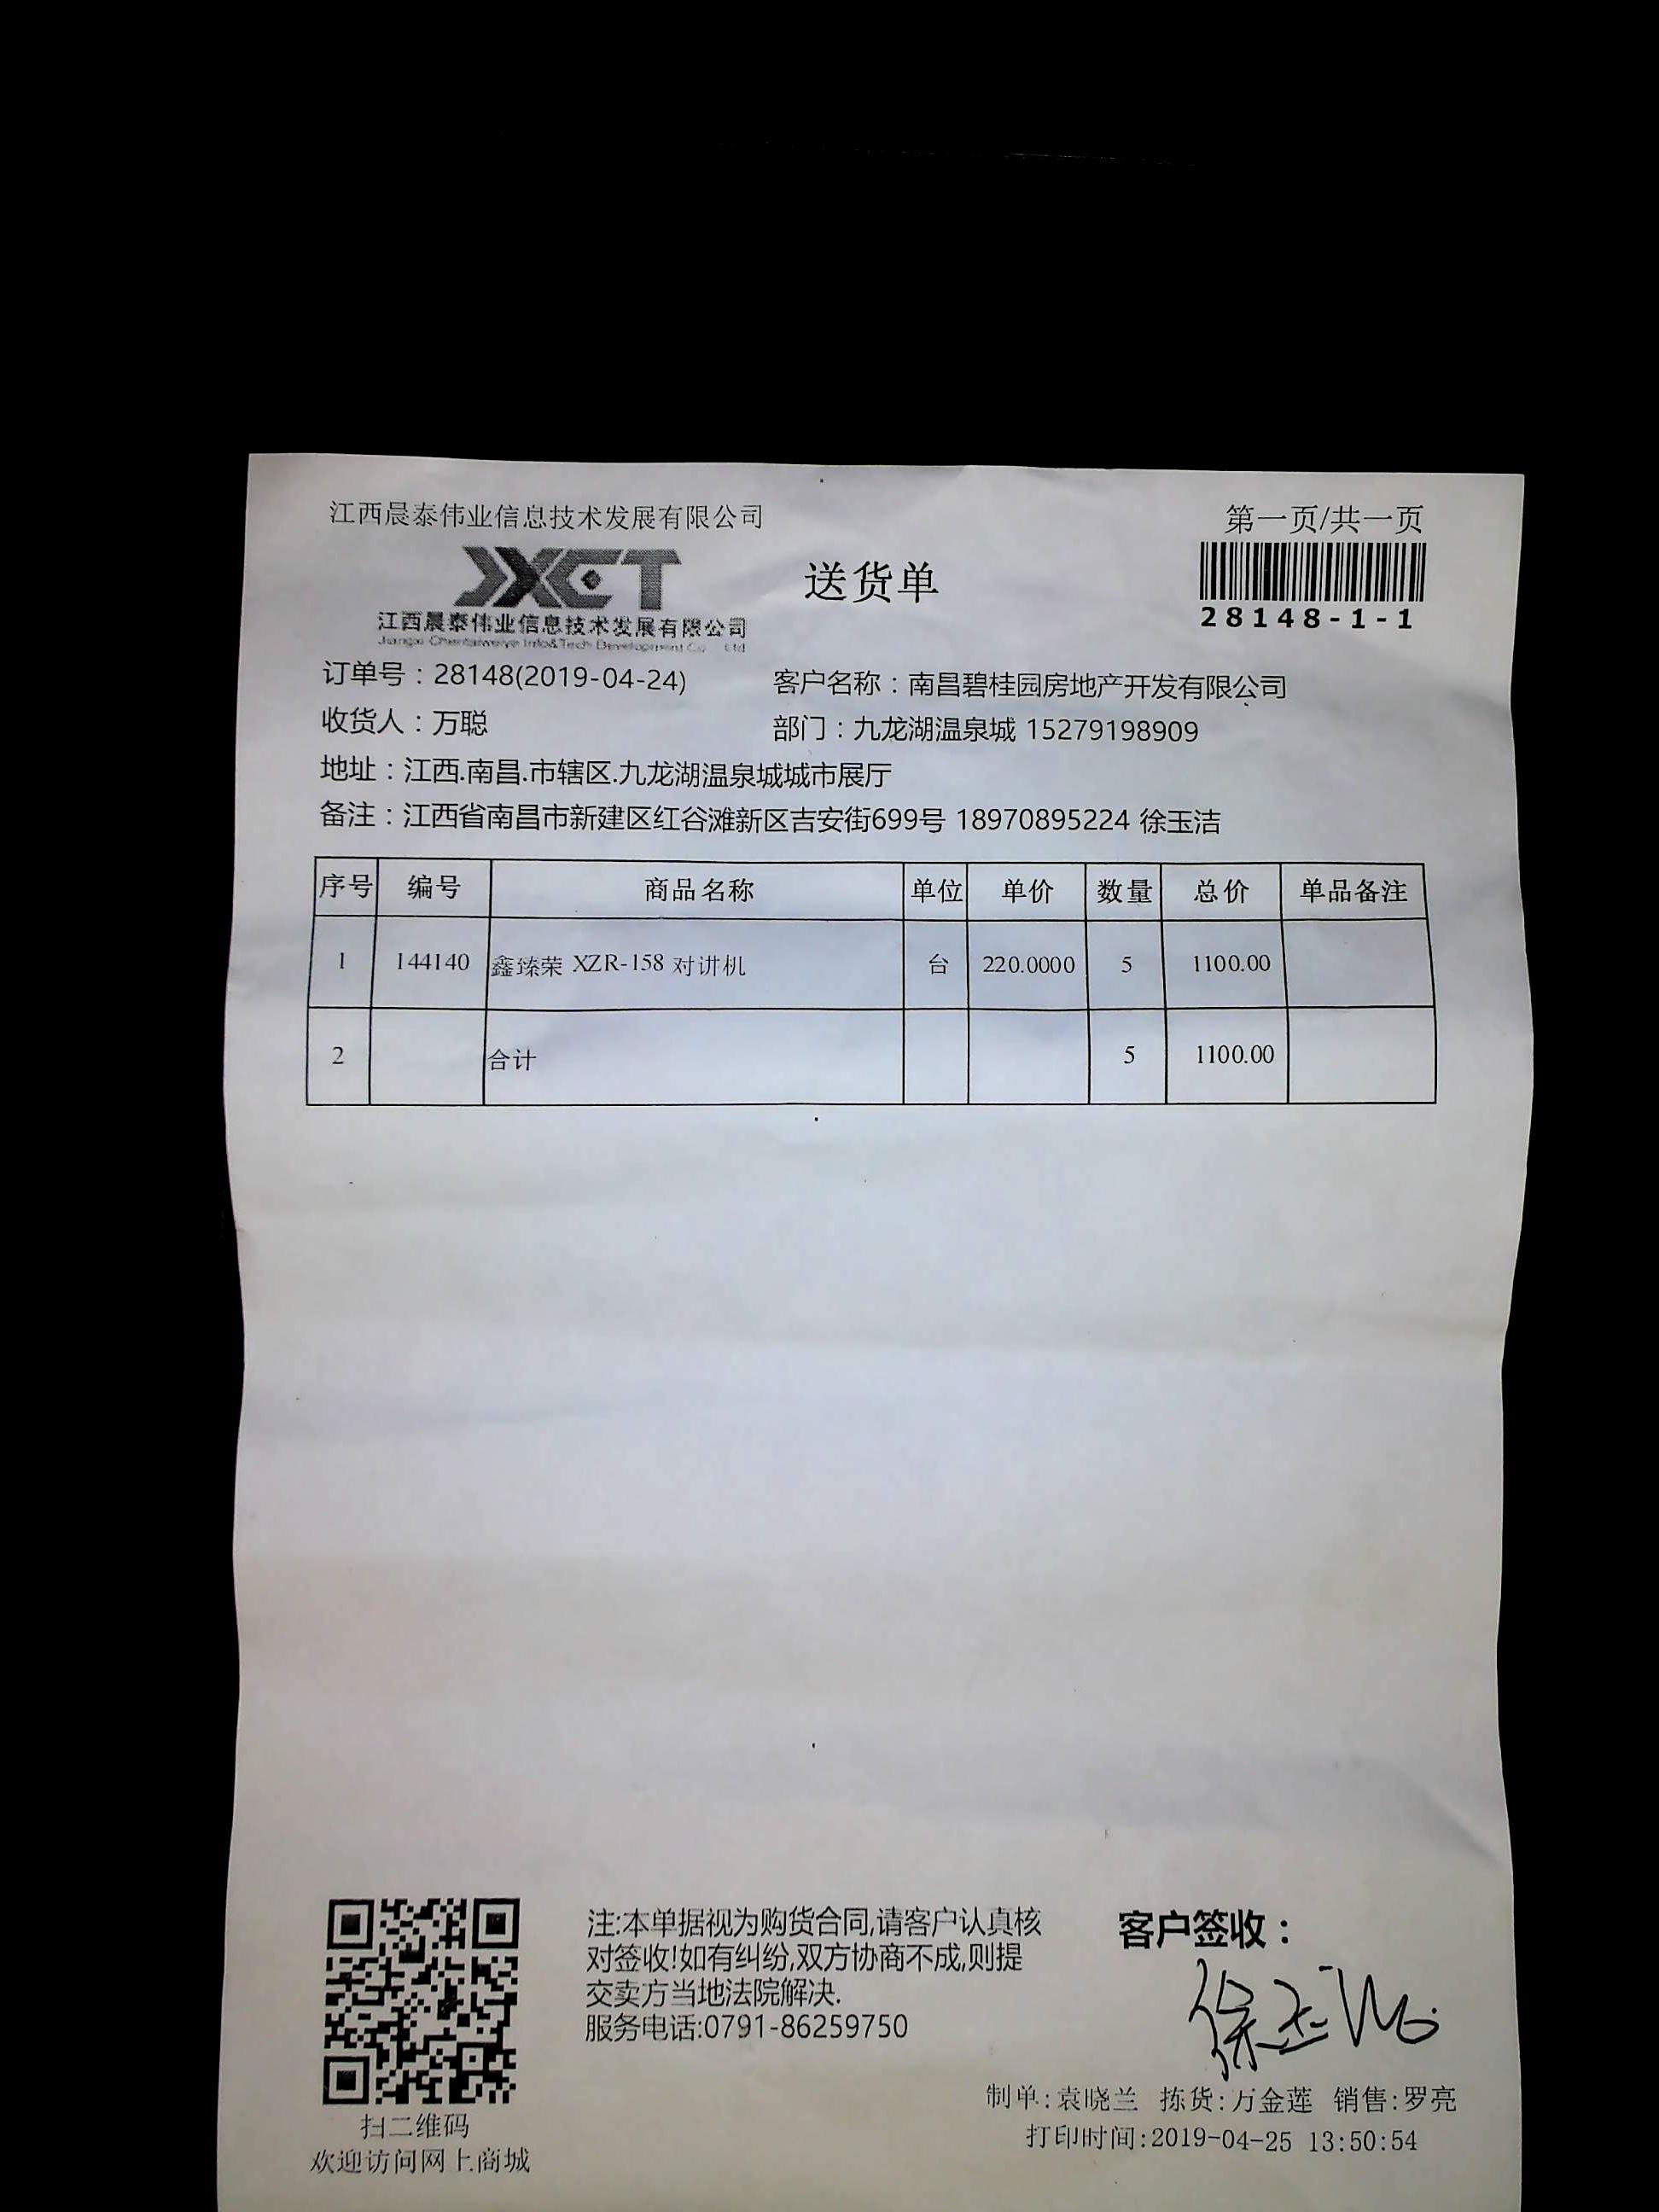 江西晨泰伟业信息技术发展有限公司
第一页/共一页
JXCT
送货单
28148-1-1
江西晨泰伟业信息技术发展有限公司
Jiangxi Chentaiweiye Info&Tech Development Co Ltd
订单号：28148(2019-04-24)
客户名称：南昌碧桂园房地产开发有限公司
收货人：万聪
部门：九龙湖温泉城 15279198909
地址：江西.南昌.市辖区.九龙湖温泉城城市展厅
备注：江西省南昌市新建区红谷滩新区吉安街699号 18970895224 徐玉洁
序号 编号 商品名称 单位 单价 数量 总价 单品备注
1 144140 鑫臻荣 XZR-158 对讲机 台 220.0000 5 1100.00
2 合计 5 1100.00
注:本单据视为购货合同,请客户认真核
对签收!如有纠纷,双方协商不成,则提
交卖方当地法院解决.
服务电话:0791-86259750
客户签收：
徐玉洁
制单:袁晓兰 拣货:万金莲 销售:罗亮
打印时间:2019-04-25 13:50:54
扫二维码
欢迎访问网上商城